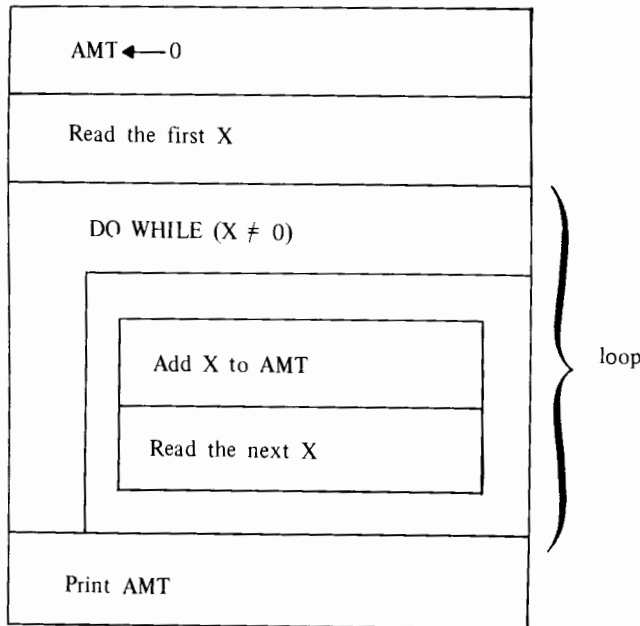 AMT ← 0
Read the first X
DO WHILE (X ≠ 0)
Add X to AMT
loop
Read the next X
Print AMT